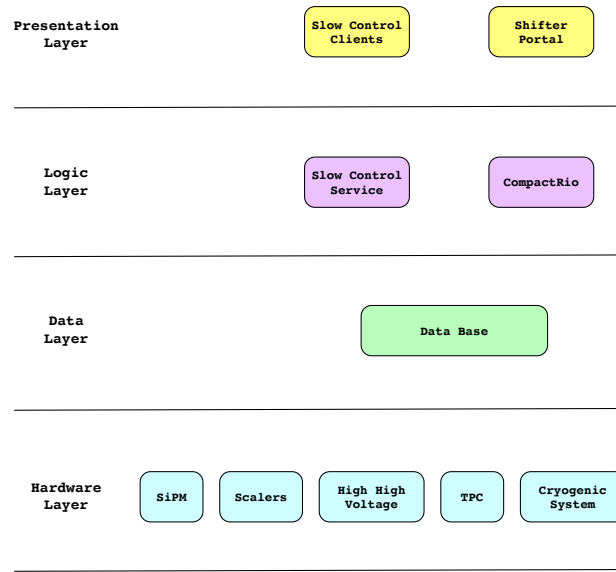 Presentation
Layer
Slow Control
Clients
Shifter
Portal
Logic
Layer
Slow Control
Service
CompactRio
Data
Layer
Data Base
Hardware
Layer
SiPM
Scalers
High High
Voltage
TPC
Cryogenic
System